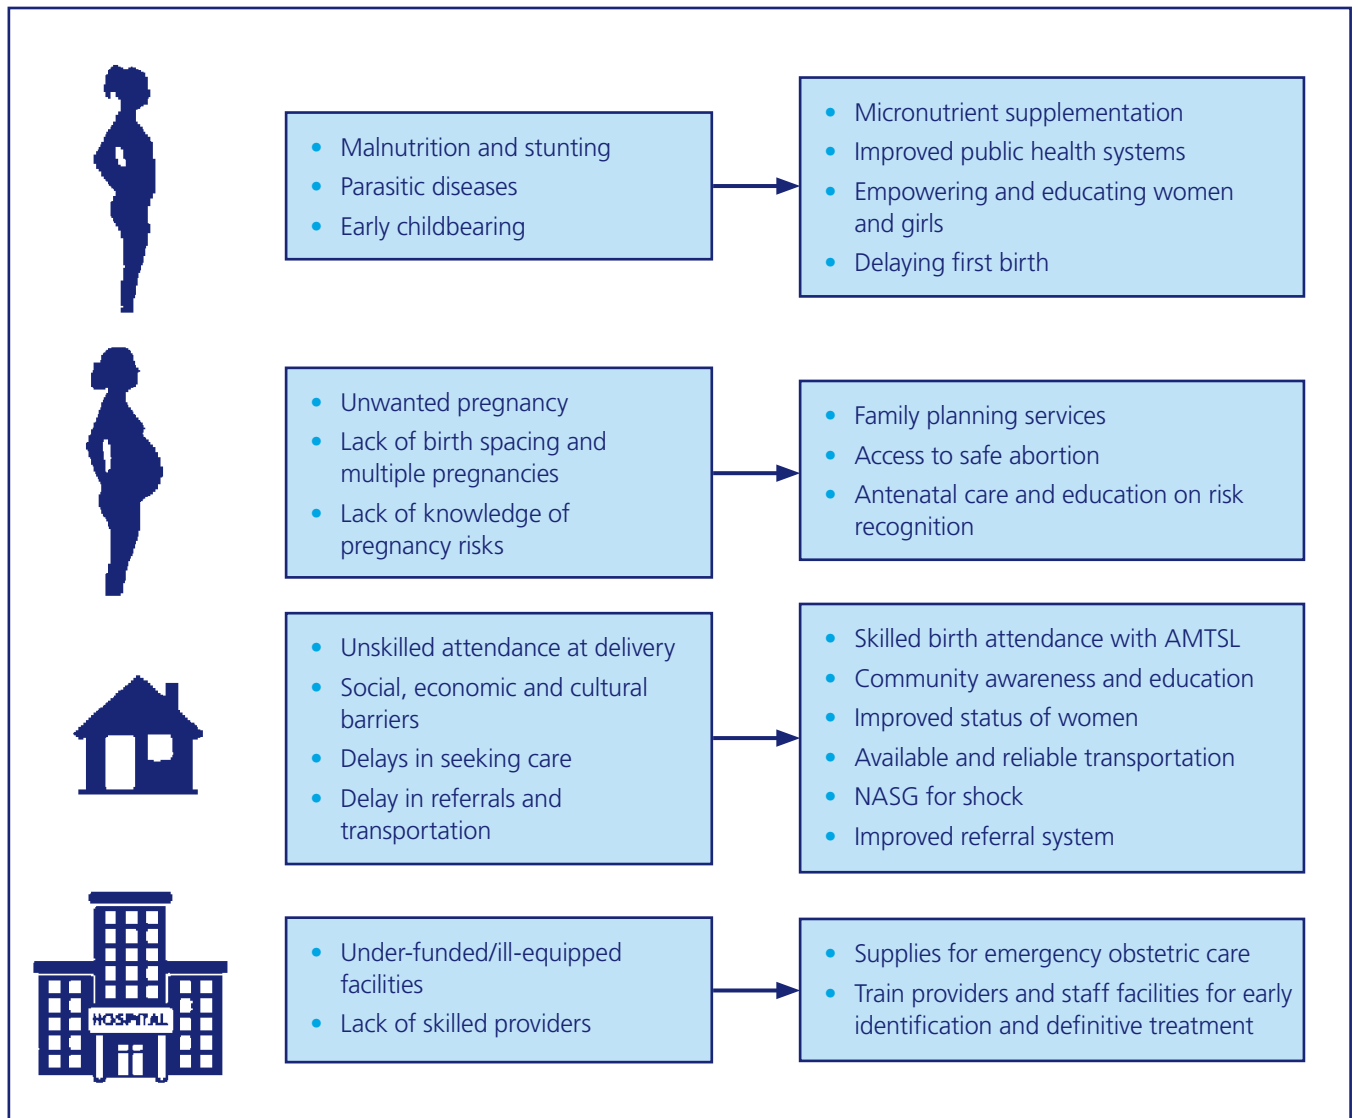 • Malnutrition and stunting
• Parasitic diseases
• Early childbearing
• Micronutrient supplementation
• Improved public health systems
• Empowering and educating women
and girls
• Delaying first birth
• Unwanted pregnancy
• Lack of birth spacing and
multiple pregnancies
• Lack of knowledge of
pregnancy risks
• Family planning services
• Access to safe abortion
• Antenatal care and education on risk
recognition
• Unskilled attendance at delivery
• Social, economic and cultural
barriers
• Delays in seeking care
• Delay in referrals and
transportation
• Skilled birth attendance with AMTSL
• Community awareness and education
• Improved status of women
• Available and reliable transportation
• NASG for shock
• Improved referral system
HOSPITAL
• Under-funded/ill-equipped
facilities
• Lack of skilled providers
• Supplies for emergency obstetric care
• Train providers and staff facilities for early
identification and definitive treatment